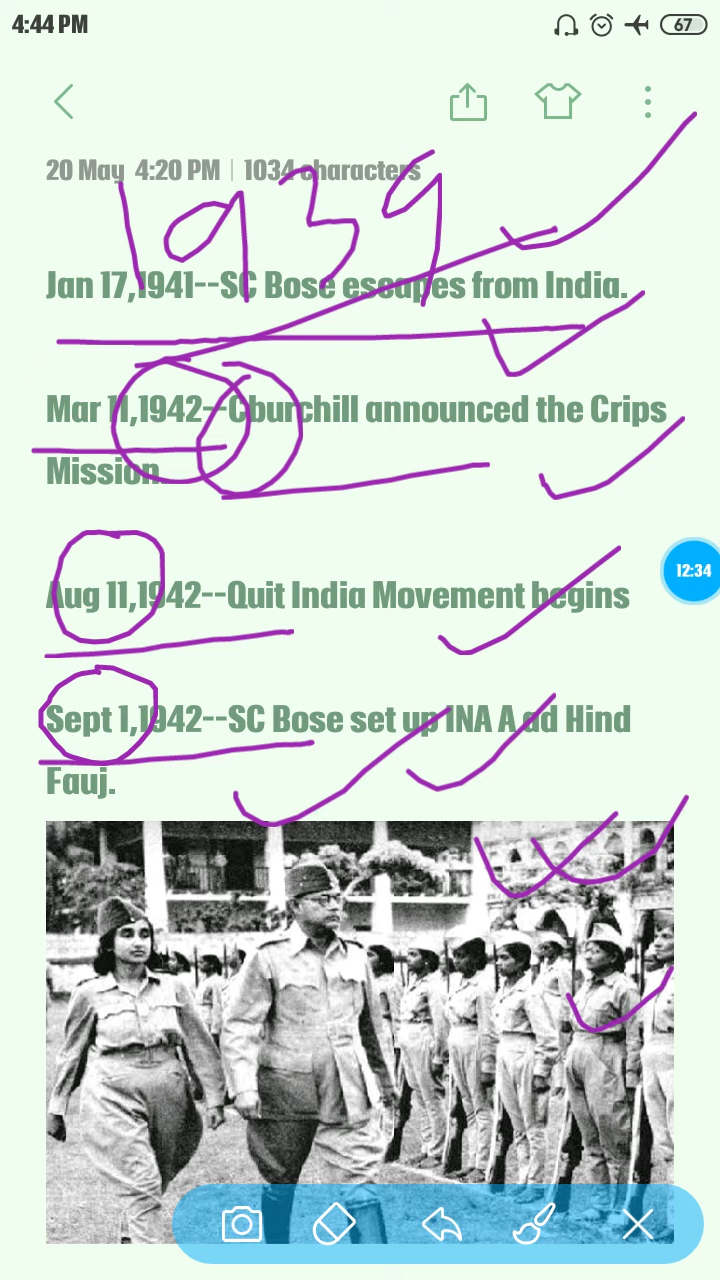 4:44 PM
67
20 May 4:20 PM | 1034 characters
1939
Jan 17,1941--SC Bose escapes from India.
Mar 11,1942--Cburchill announced the Crips
Mission.
12:34
Aug 11,1942--Quit India Movement begins
Sept 1,1942--SC Bose set up INA A ad Hind
Fauj.